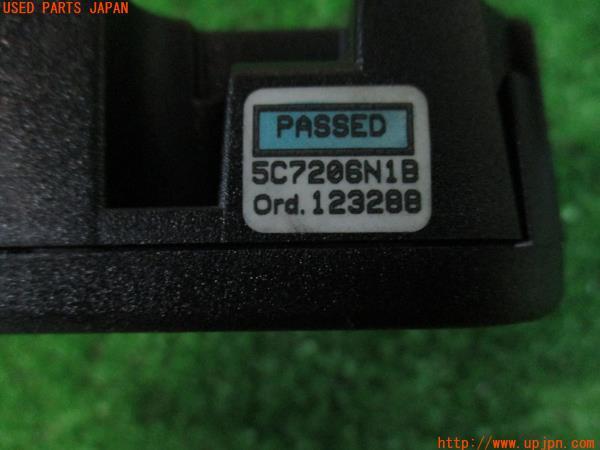 USED PARTS JAPAN
PASSED
5C7206N1B
Ord.123288
http://www.upjpn.com